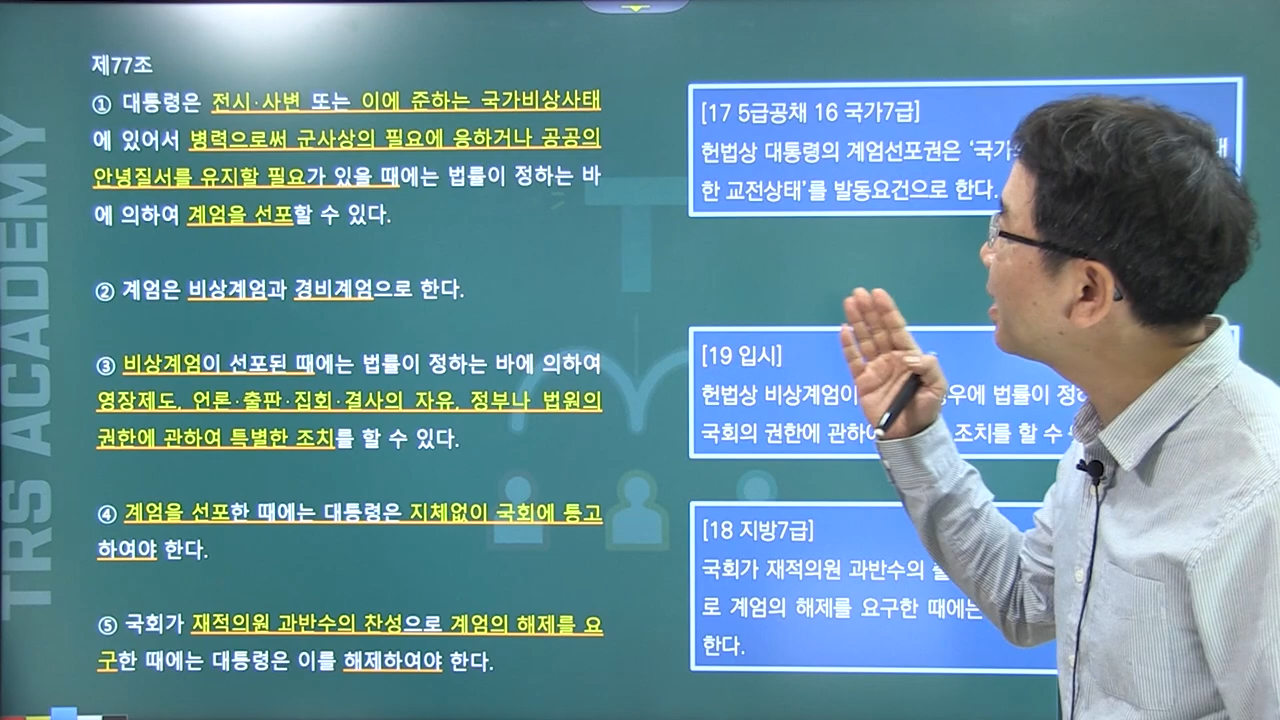 제77조
① 대통령은 전시·사변 또는 이에 준하는 국가비상사태
에 있어서 병력으로써 군사상의 필요에 응하거나 공공의
안녕질서를 유지할 필요가 있을 때에는 법률이 정하는 바
에 의하여 계엄을 선포할 수 있다.
② 계엄은 비상계엄과 경비계엄으로 한다.
③ 비상계엄이 선포된 때에는 법률이 정하는 바에 의하여
영장제도, 언론·출판·집회·결사의 자유, 정부나 법원의
권한에 관하여 특별한 조치를 할 수 있다.
④ 계엄을 선포한 때에는 대통령은 지체없이 국회에 통고
하여야 한다.
⑤ 국회가 재적의원 과반수의 찬성으로 계엄의 해제를 요
구한 때에는 대통령은 이를 해제하여야 한다.
[17 5급공채 16 국가7급]
헌법상 대통령의 계엄선포권은
한 교전상태’를 발동요건으로 한다.
[19 입시]
헌법상 비상계엄이 법률이
국회의 권한에 조치를 할 수
[18 지방7급]
국회가 재적의원 과반수의
로 계엄의 해제를 요구한 때에는
한다.
TRS ACADEMY